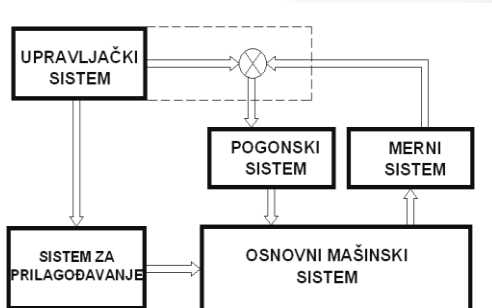 UPRAVLJAČKI
SISTEM
POGONSKI
SISTEM
MERNI
SISTEM
SISTEM ZA
PRILAGOĐAVANJE
OSNOVNI MAŠINSKI
SISTEM